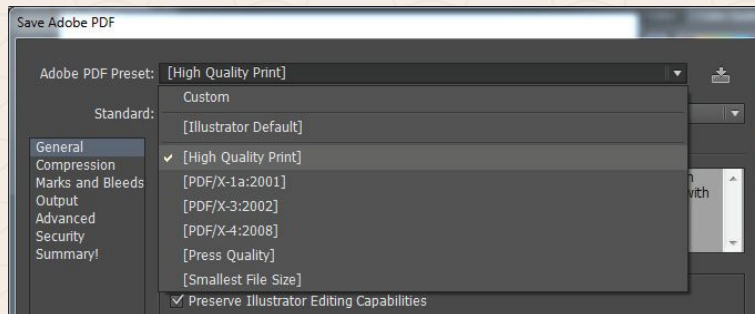 Save Adobe PDF
Adobe PDF Preset: [High Quality Print]
Custom
Standard:
[Illustrator Default]
General
[High Quality Print]
Compression
Marks and Bleeds
[PDF/X-1a:2001]
Output
[PDF/X-3:2002]
Advanced
[PDF/X-4:2008]
Security
Summary!
[Press Quality]
[Smallest File Size]
with
Preserve Illustrator Editing Capabilities